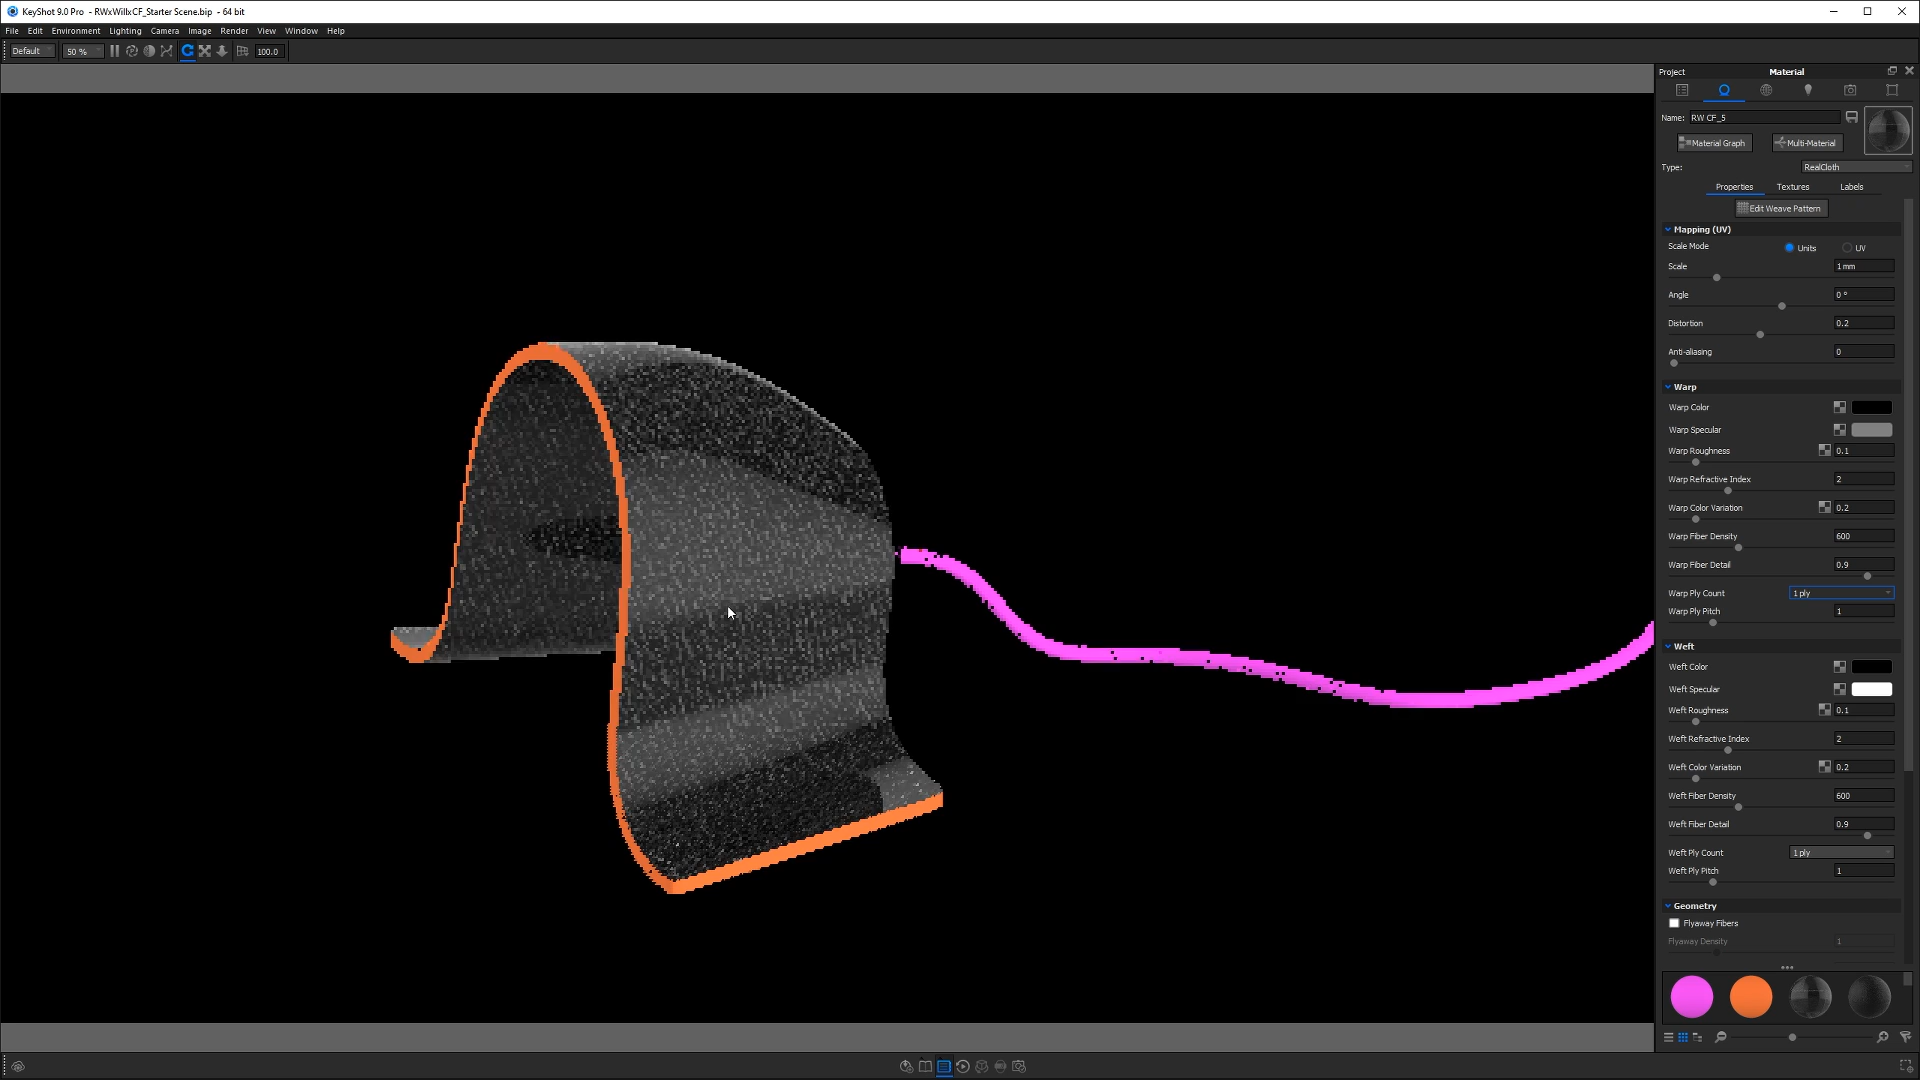 KeyShot 9.0 Pro - RWxWillxCF_Starter Scene.bip - 64 bit
File Edit Environment Lighting Camera Image Render View Window Help
Default 50 % 100.0
Project Material
Name: RW CF_5
Material Graph Multi-Material
Type: RealCloth
Properties Textures Labels
Edit Weave Pattern
Mapping (UV)
Scale Mode Units UV
Scale 1 mm
Angle 0 °
Distortion 0.2
Anti-aliasing 0
Warp
Warp Color
Warp Specular
Warp Roughness 0.1
Warp Refractive Index 2
Warp Color Variation 0.2
Warp Fiber Density 600
Warp Fiber Detail 0.9
Warp Ply Count 1 ply
Warp Ply Pitch 1
Weft
Weft Color
Weft Specular
Weft Roughness 0.1
Weft Refractive Index 2
Weft Color Variation 0.2
Weft Fiber Density 600
Weft Fiber Detail 0.9
Weft Ply Count 1 ply
Weft Ply Pitch 1
Geometry
Flyaway Fibers
Flyaway Density 1